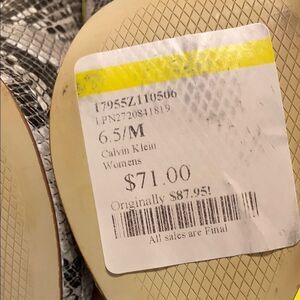 17955Z110506
LPN2720841819
6.5/M
Calvin Klein
Womens
$71.00
Originally $87.95!
All sales are Final